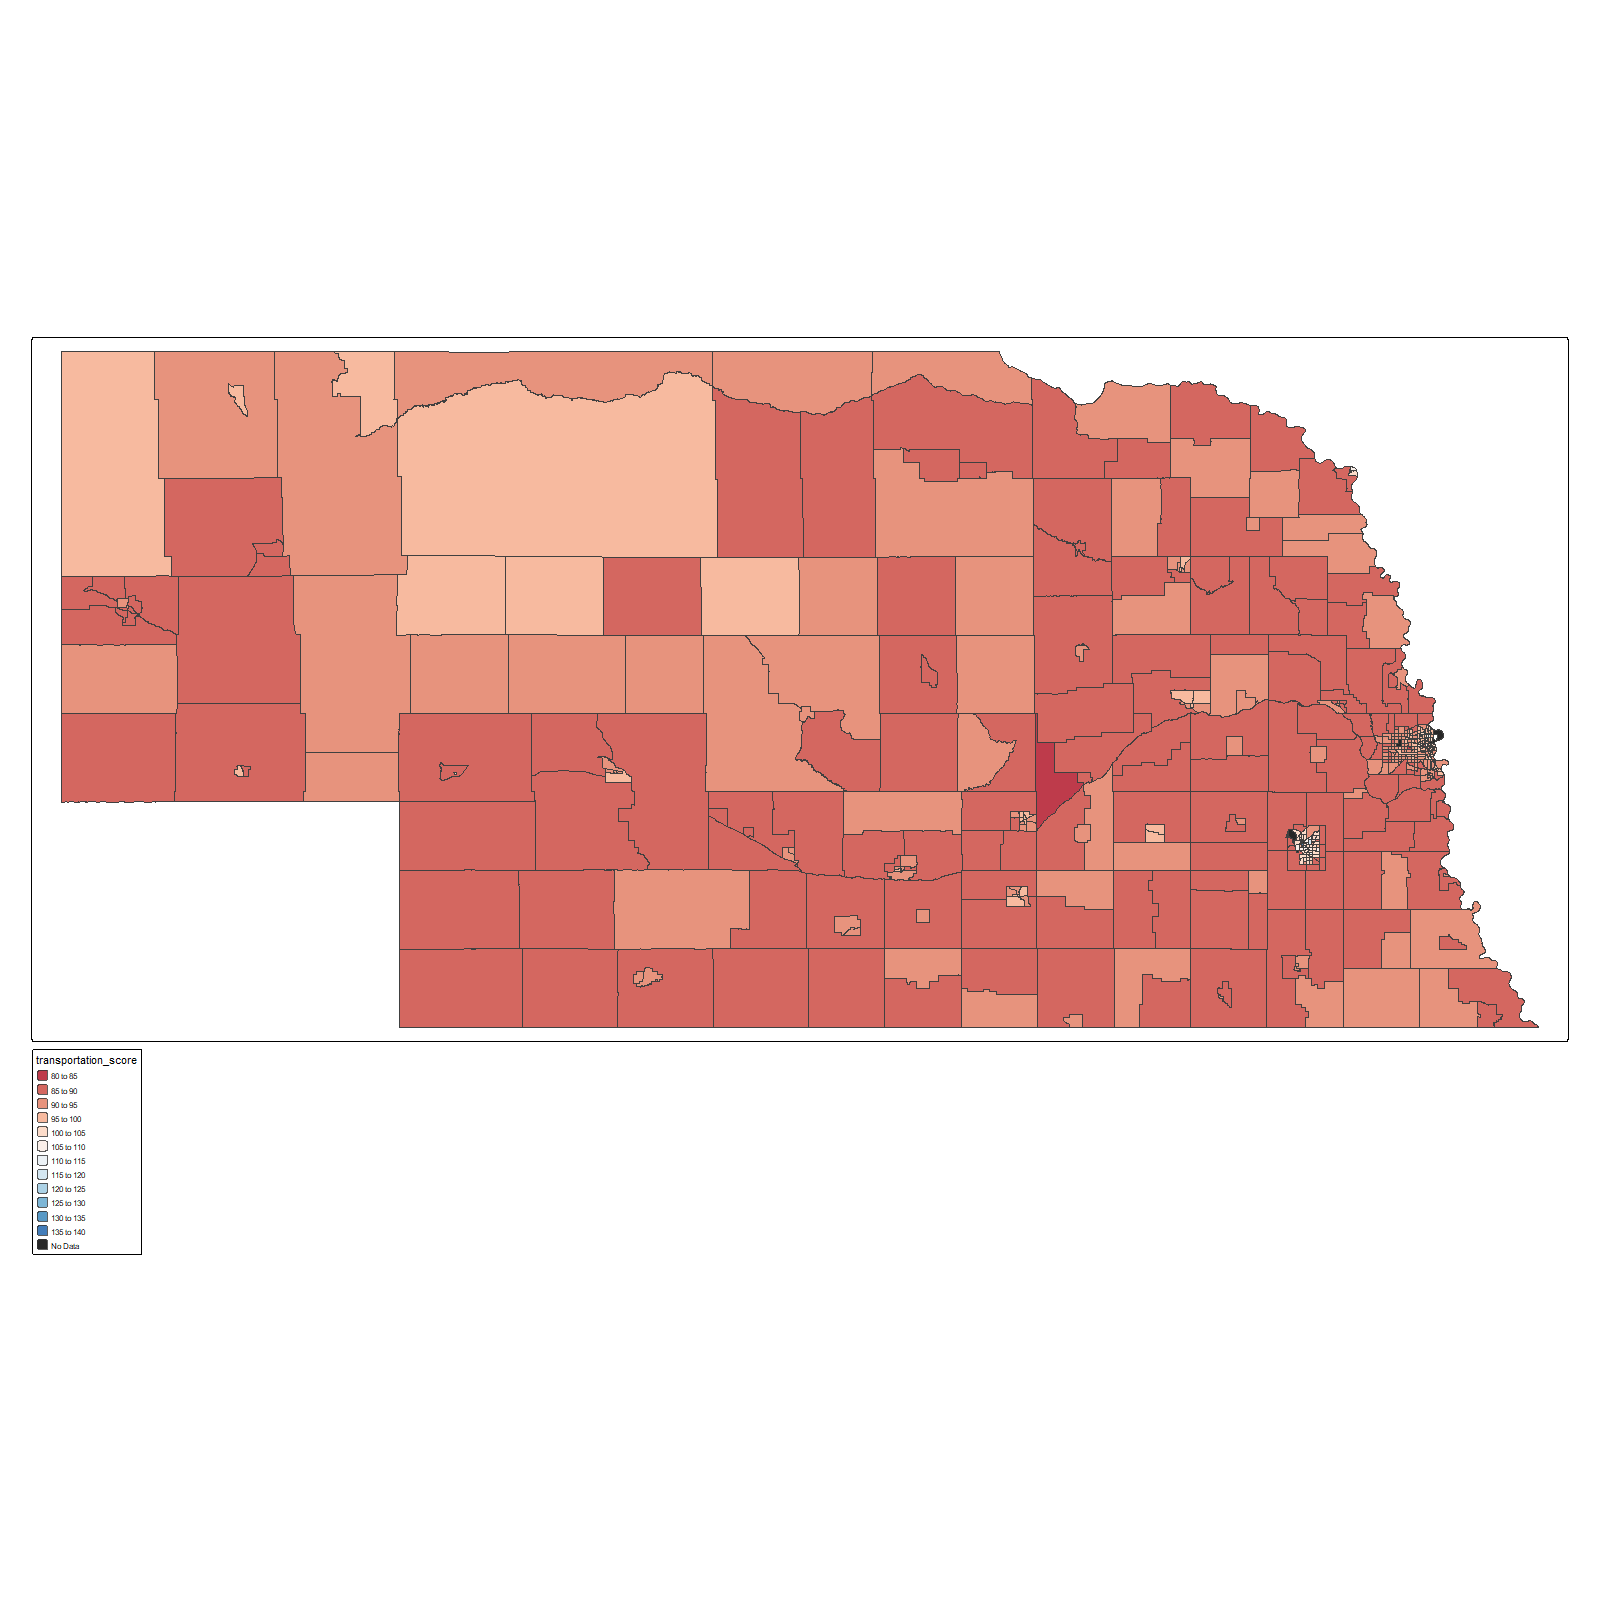 transportation_score
80 to 85
85 to 90
90 to 95
95 to 100
100 to 105
105 to 110
110 to 115
115 to 120
120 to 125
125 to 130
130 to 135
135 to 140
No Data